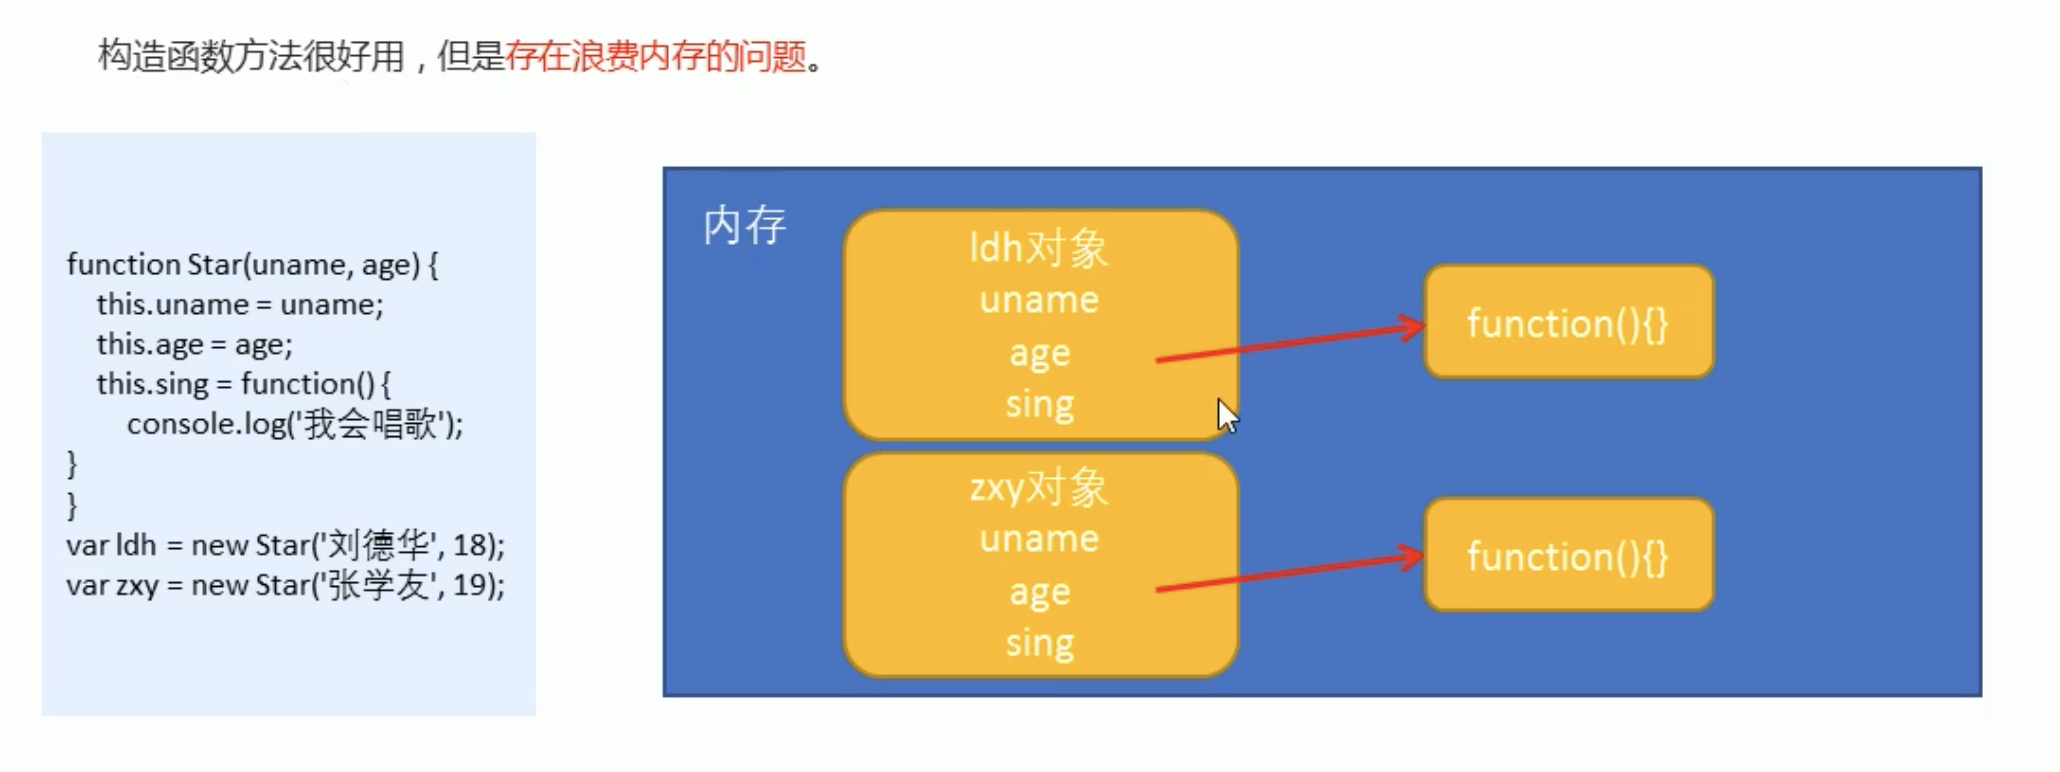 构造函数方法很好用，但是存在浪费内存的问题。
function Star(uname, age) {
this.uname = uname;
this.age = age;
this.sing = function() {
console.log('我会唱歌');
}
}
var ldh = new Star('刘德华', 18);
var zxy = new Star('张学友', 19);
内存
ldh对象
uname
age
sing
function(){}
zxy对象
uname
age
sing
function(){}